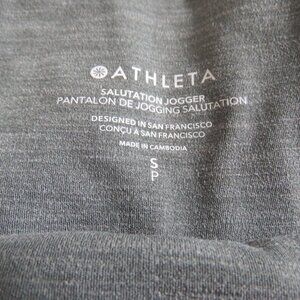 ATHLETA
SALUTATION JOGGER
PANTALON DE JOGGING SALUTATION
DESIGNED IN SAN FRANCISCO
CONÇU À SAN FRANCISCO
MADE IN CAMBODIA
S
P